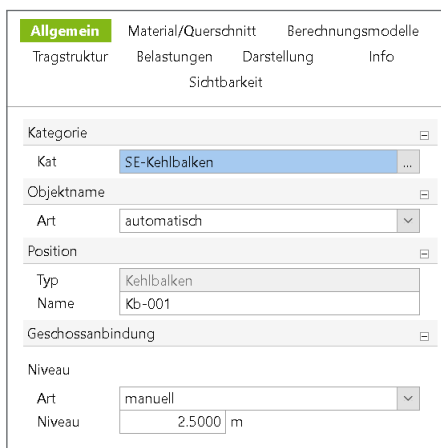 Allgemein Material/Querschnitt Berechnungsmodelle
Tragstruktur Belastungen Darstellung Info
Sichtbarkeit
Kategorie
Kat SE-Kehlbalken ...
Objektname
Art automatisch
Position
Typ Kehlbalken
Name Kb-001
Geschossanbindung
Niveau
Art manuell
Niveau 2.5000 m